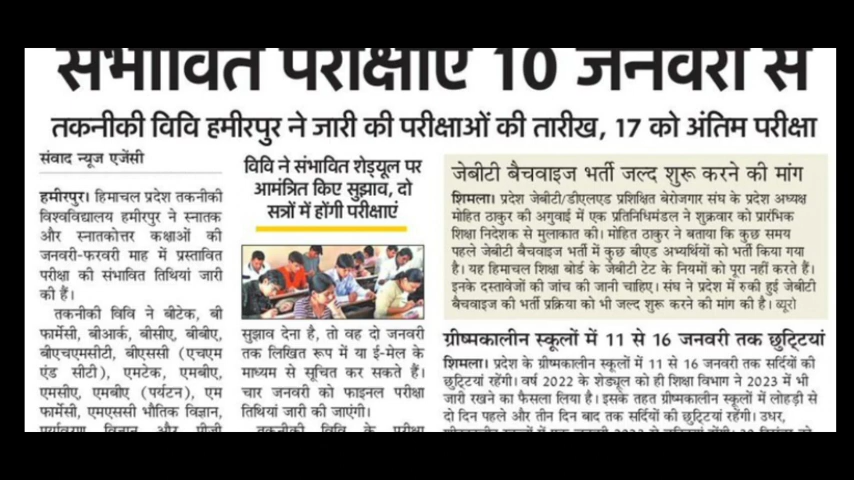 संभावित परीक्षाएं 10 जनवरी से
तकनीकी विवि हमीरपुर ने जारी की परीक्षाओं की तारीख, 17 को अंतिम परीक्षा
संवाद न्यूज एजेंसी
हमीरपुर। हिमाचल प्रदेश तकनीकी
विश्वविद्यालय हमीरपुर ने स्नातक
और स्नातकोत्तर कक्षाओं की
जनवरी-फरवरी माह में प्रस्तावित
परीक्षा की संभावित तिथियां जारी
की हैं।
तकनीकी विवि ने बीटेक, बी
फार्मेसी, बीआर्क, बीसीए, बीबीए,
बीएचएमसीटी, बीएससी (एचएम
एंड सीटी), एमटेक, एमबीए,
एमसीए, एमबीए (पर्यटन), एम
फार्मेसी, एमएससी भौतिक विज्ञान,
पर्यावरण विज्ञान और पीजी
विवि ने संभावित शेड्यूल पर
आमंत्रित किए सुझाव, दो
सत्रों में होंगी परीक्षाएं
सुझाव देना है, तो वह दो जनवरी
तक लिखित रूप में या ई-मेल के
माध्यम से सूचित कर सकते हैं।
चार जनवरी को फाइनल परीक्षा
तिथियां जारी की जाएंगी।
तकनीकी विवि के परीक्षा
जेबीटी बैचवाइज भर्ती जल्द शुरू करने की मांग
शिमला। प्रदेश जेबीटी/डीएलएड प्रशिक्षित बेरोजगार संघ के प्रदेश अध्यक्ष
मोहित ठाकुर की अगुवाई में एक प्रतिनिधिमंडल ने शुक्रवार को प्रारंभिक
शिक्षा निदेशक से मुलाकात की। मोहित ठाकुर ने बताया कि कुछ समय
पहले जेबीटी बैचवाइज भर्ती में कुछ बीएड अभ्यर्थियों को भर्ती किया गया
है। यह हिमाचल शिक्षा बोर्ड के जेबीटी टेट के नियमों को पूरा नहीं करते हैं।
इनके दस्तावेजों की जांच की जानी चाहिए। संघ ने प्रदेश में रुकी हुई जेबीटी
बैचवाइज की भर्ती प्रक्रिया को भी जल्द शुरू करने की मांग की है। ब्यूरो
ग्रीष्मकालीन स्कूलों में 11 से 16 जनवरी तक छुट्टियां
शिमला। प्रदेश के ग्रीष्मकालीन स्कूलों में 11 से 16 जनवरी तक सर्दियों की
छुट्टियां रहेंगी। वर्ष 2022 के शेड्यूल को ही शिक्षा विभाग ने 2023 में भी
जारी रखने का फैसला लिया है। इसके तहत ग्रीष्मकालीन स्कूलों में लोहड़ी से
दो दिन पहले और तीन दिन बाद तक सर्दियों की छुट्टियां रहेंगी। उधर,